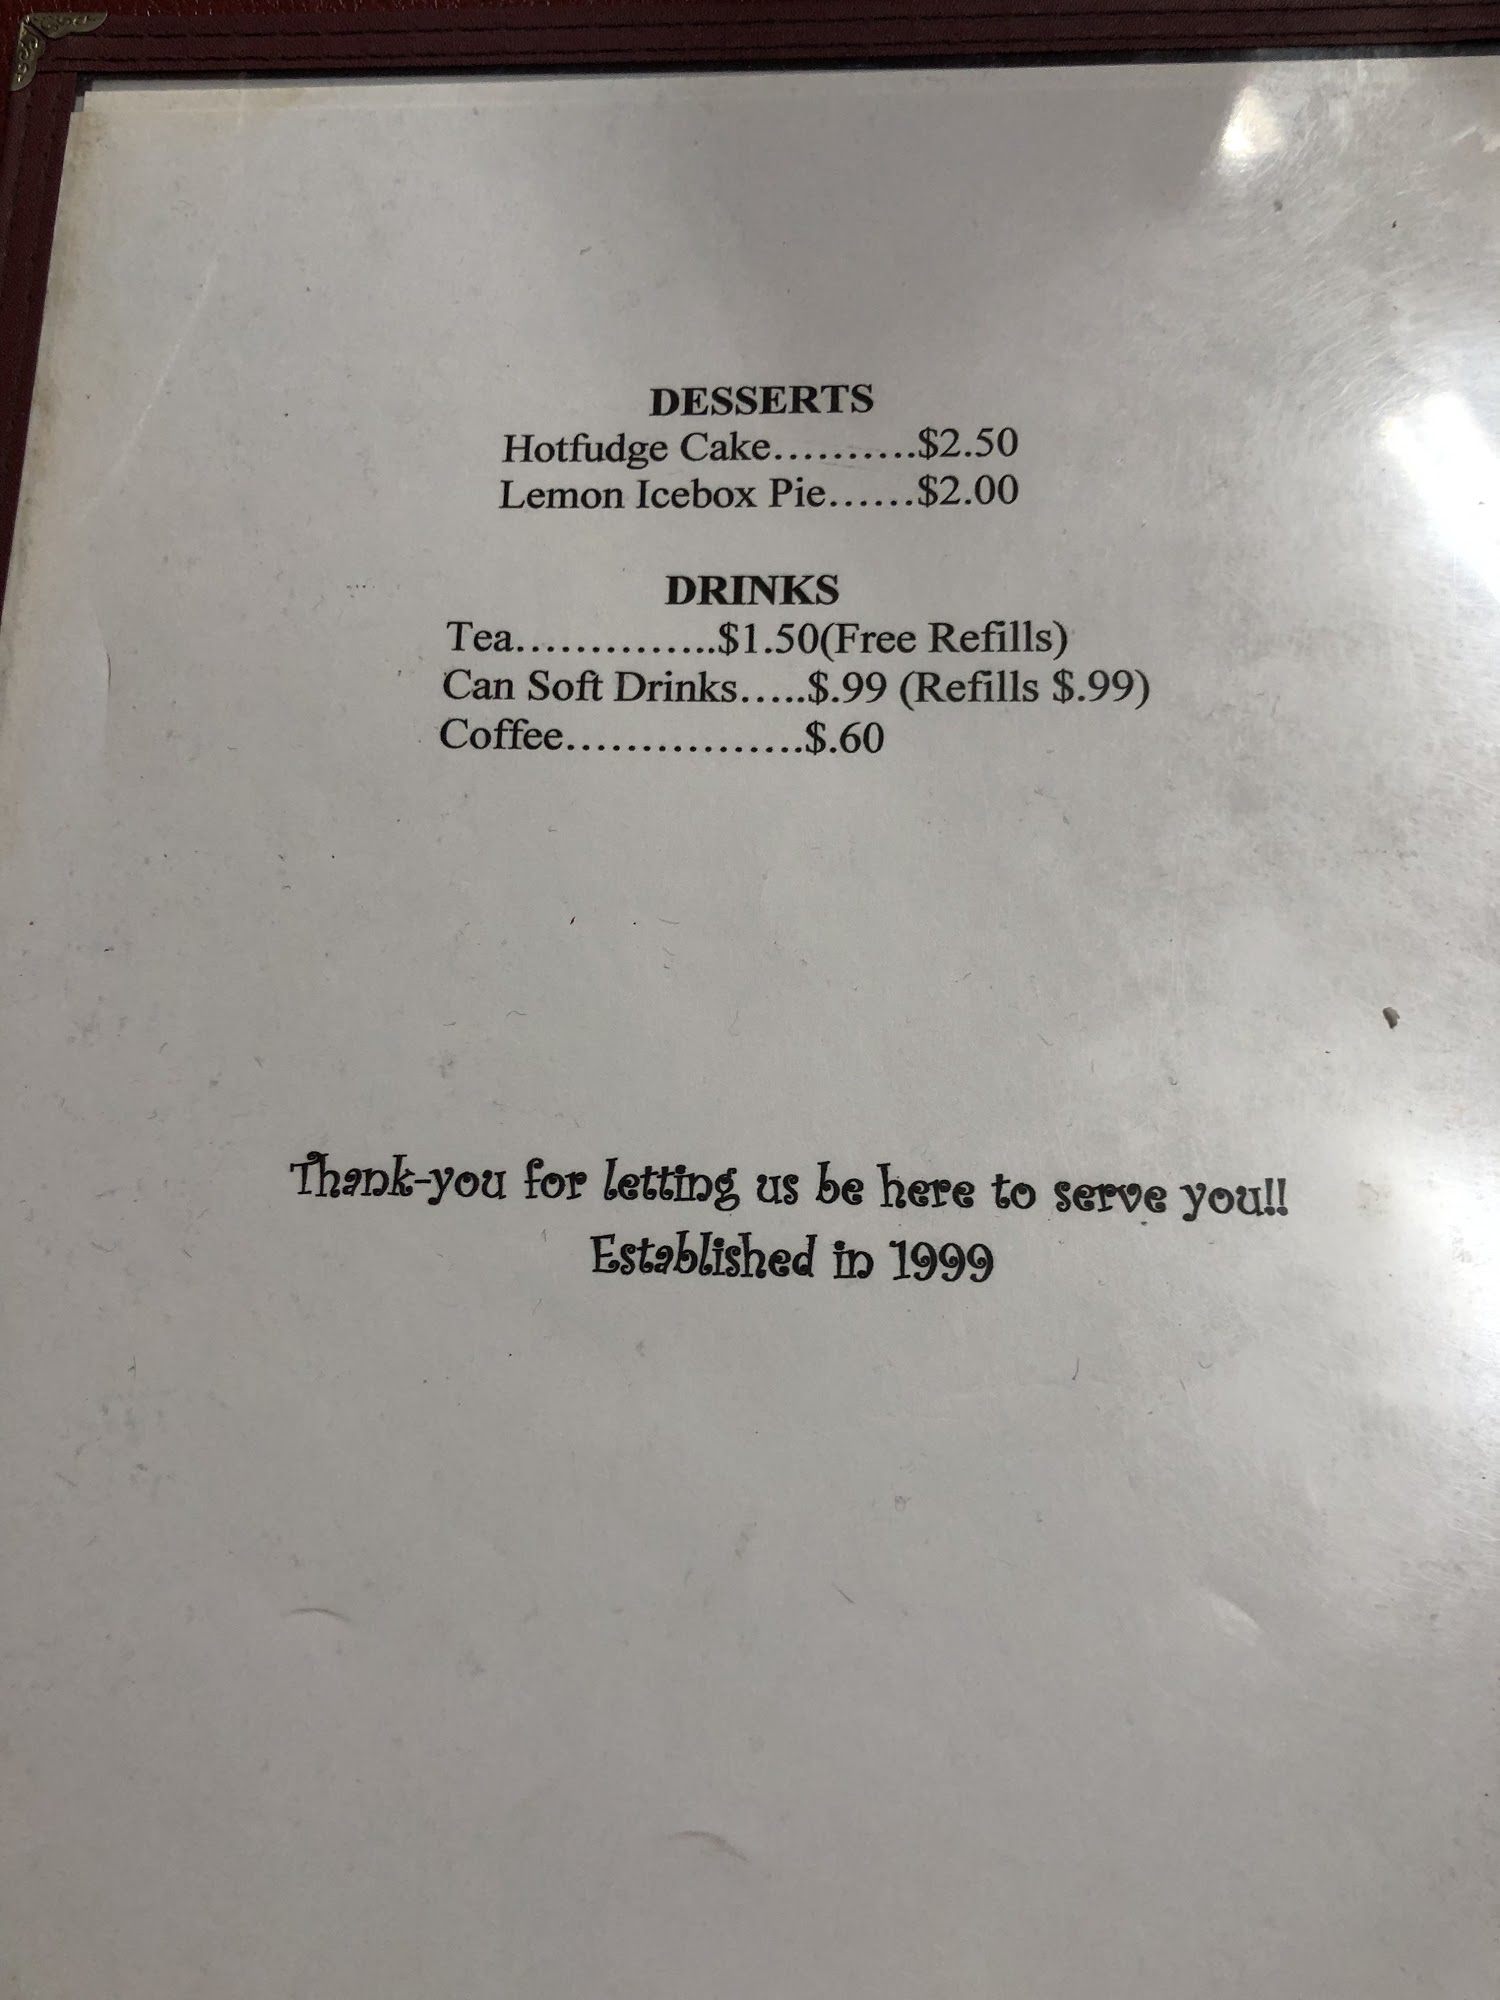 DESSERTS
Hotfudge Cake..........$2.50
Lemon Icebox Pie......$2.00
DRINKS
Tea..............$1.50(Free Refills)
Can Soft Drinks.....$.99 (Refills $.99)
Coffee................$.60
Thank-you for letting us be here to serve you!!
Established in 1999